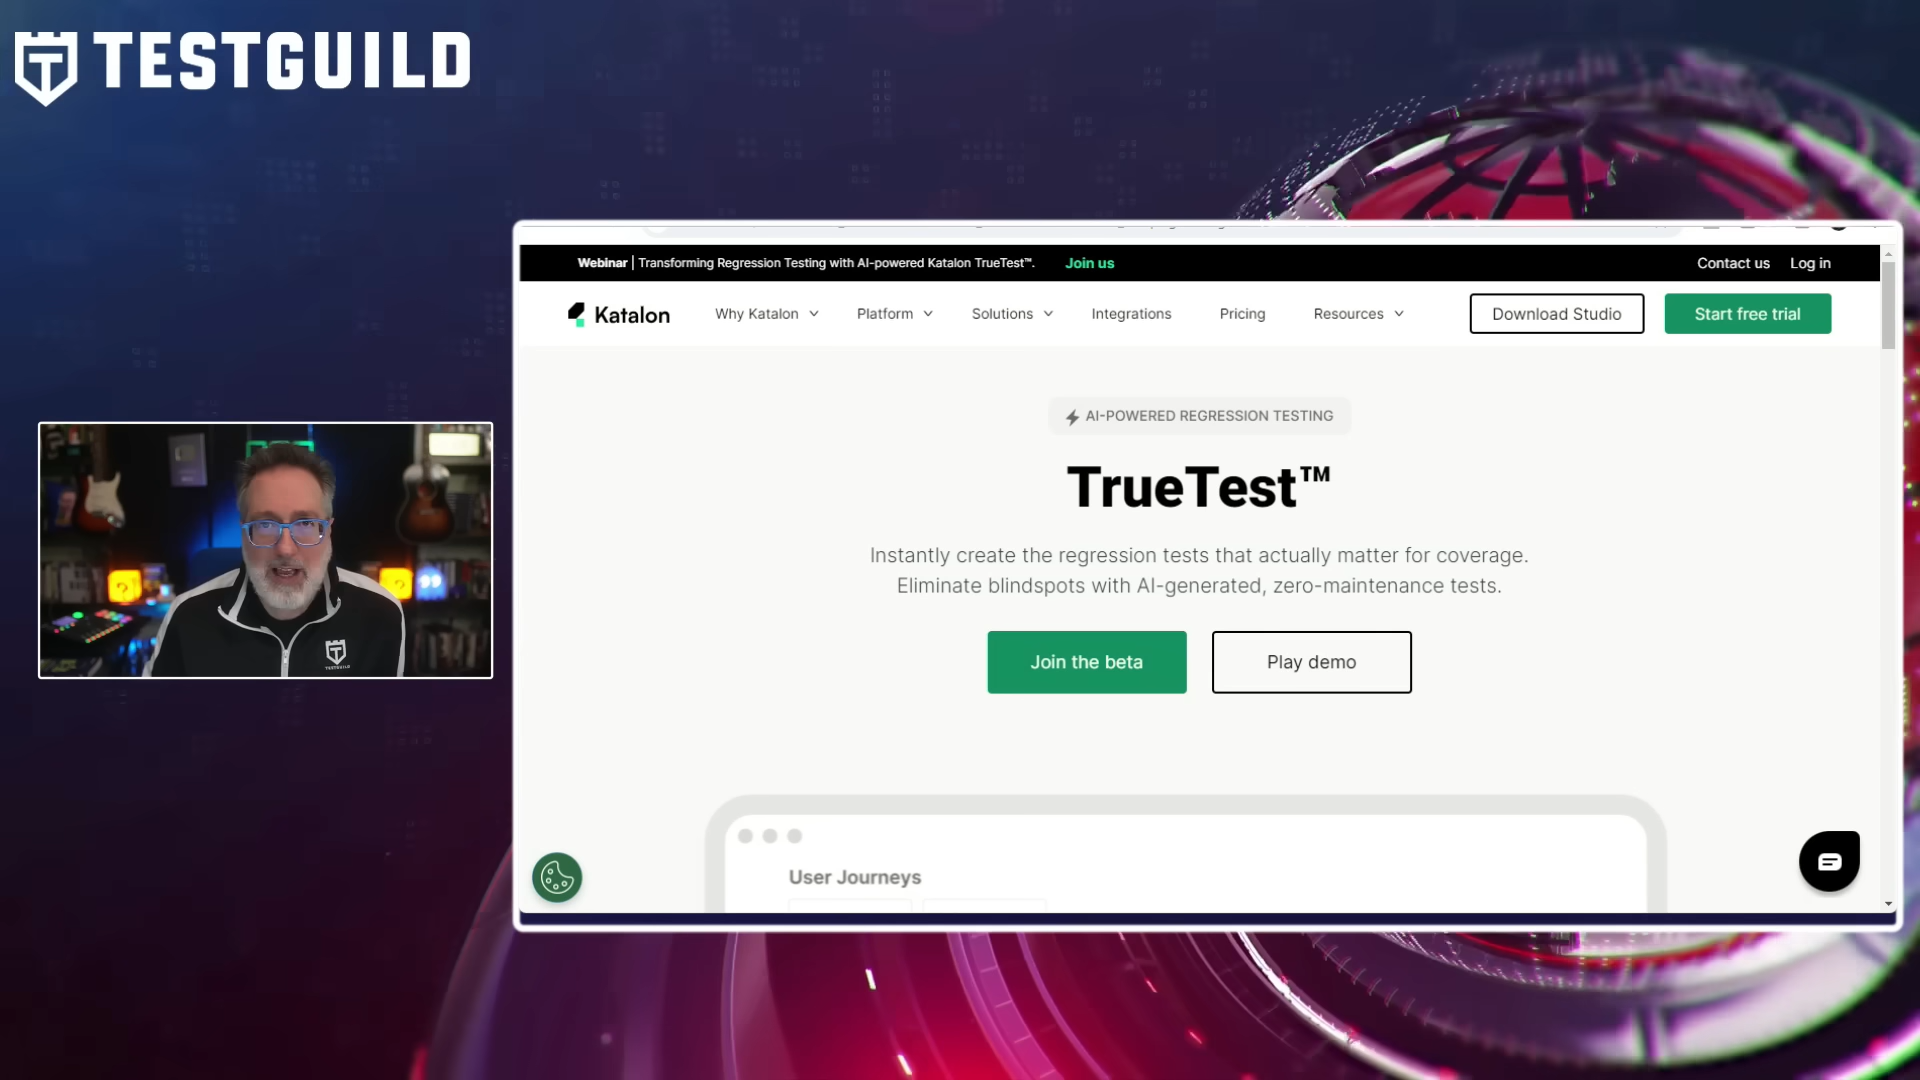 TESTGUILD
Webinar | Transforming Regression Testing with AI-powered Katalon TrueTest™. Join us Contact us Log in
Katalon Why Katalon Platform Solutions Integrations Pricing Resources Download Studio Start free trial
AI-POWERED REGRESSION TESTING
TrueTest™
Instantly create the regression tests that actually matter for coverage.
Eliminate blindspots with AI-generated, zero-maintenance tests.
Join the beta Play demo
TESTGUILD
User Journeys